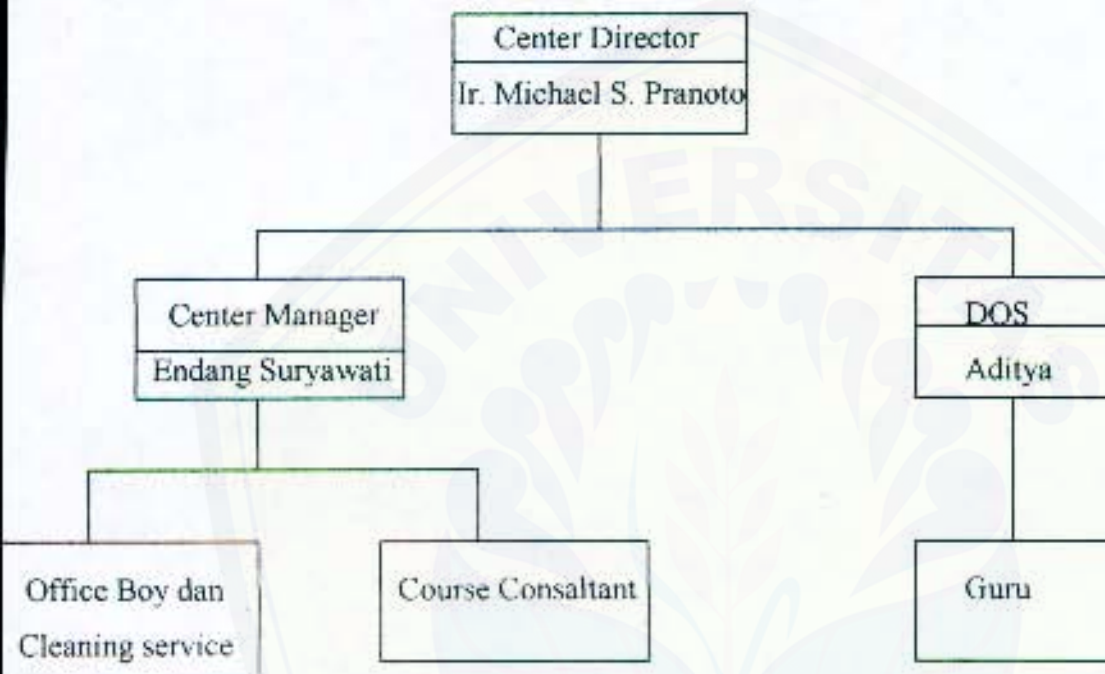 Center Director
Ir. Michael S. Pranoto
UNIVERSITAS
Center Manager
Endang Suryawati
DOS
Aditya
Office Boy dan
Cleaning service
Course Consaltant
Guru